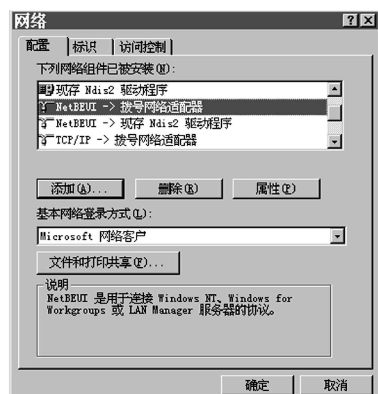 网络
配置 标识 访问控制
下列网络组件已被安装(N):
现存 Ndis2 驱动程序
NetBEUI -> 拨号网络适配器
NetBEUI -> 现存 Ndis2 驱动程序
TCP/IP -> 拨号网络适配器
添加(A)... 删除(R) 属性(P)
基本网络登录方式(L):
Microsoft 网络客户
文件和打印共享(F)...
说明
NetBEUI 是用于连接 Windows NT、Windows for
Workgroups 或 LAN Manager 服务器的协议。
确定 取消